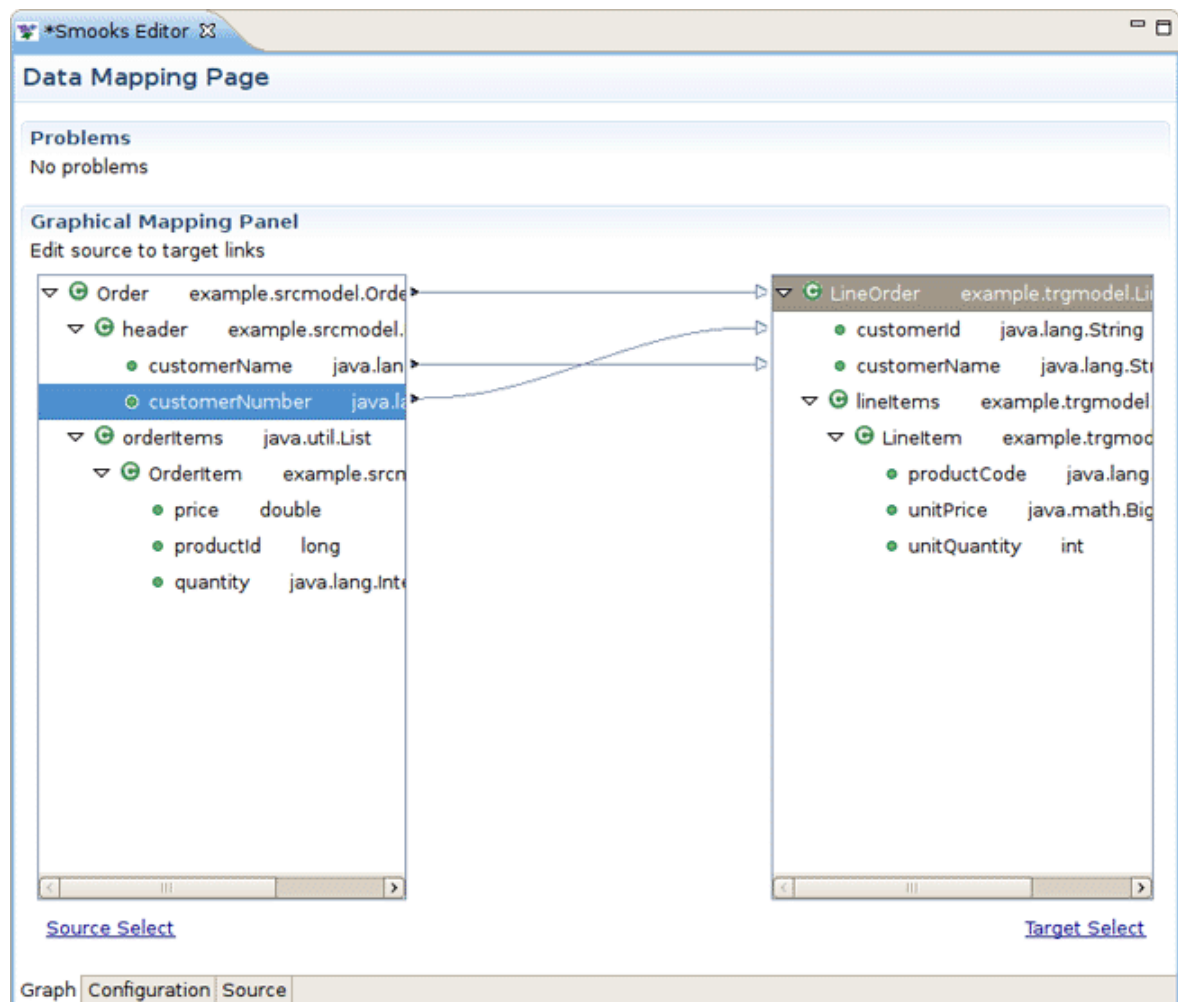 *Smooks Editor
Data Mapping Page
Problems
No problems
Graphical Mapping Panel
Edit source to target links
Order example.srcmodel.Orde
header example.srcmodel.
customerName java.lan
customerNumber java.la
orderItems java.util.List
OrderItem example.srcm
price double
productId long
quantity java.lang.Inte
LineOrder example.trgmodel.Li
customerId java.lang.String
customerName java.lang.Stri
lineItems example.trgmodel
LineItem example.trgmod
productCode java.lang
unitPrice java.math.Big
unitQuantity int
Source Select
Target Select
Graph Configuration Source